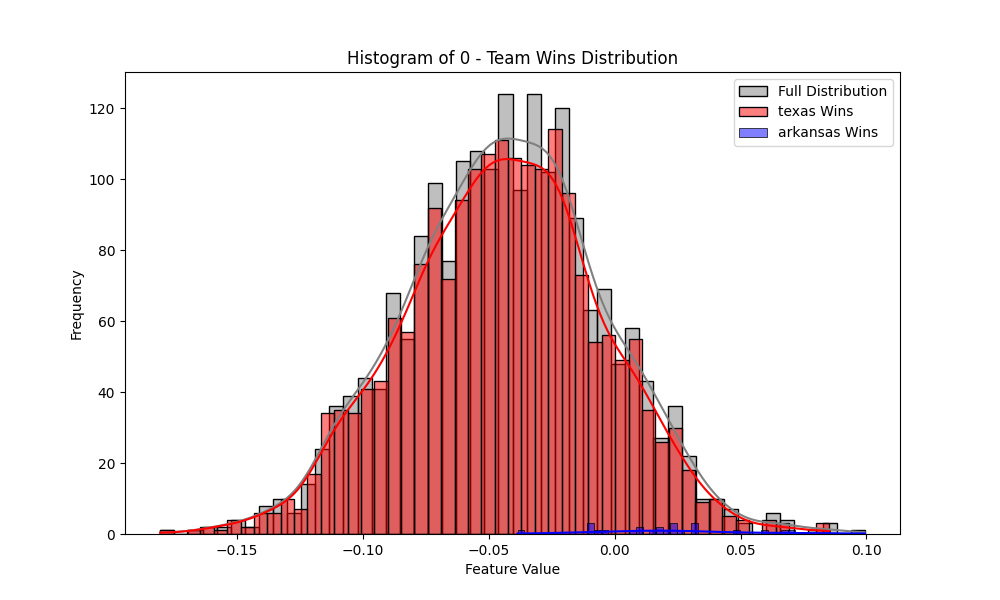 Histogram of 0 - Team Wins Distribution
Full Distribution
texas Wins
arkansas Wins
Frequency
120
100
80
60
40
20
0
−0.15 −0.10 −0.05 0.00 0.05 0.10
Feature Value